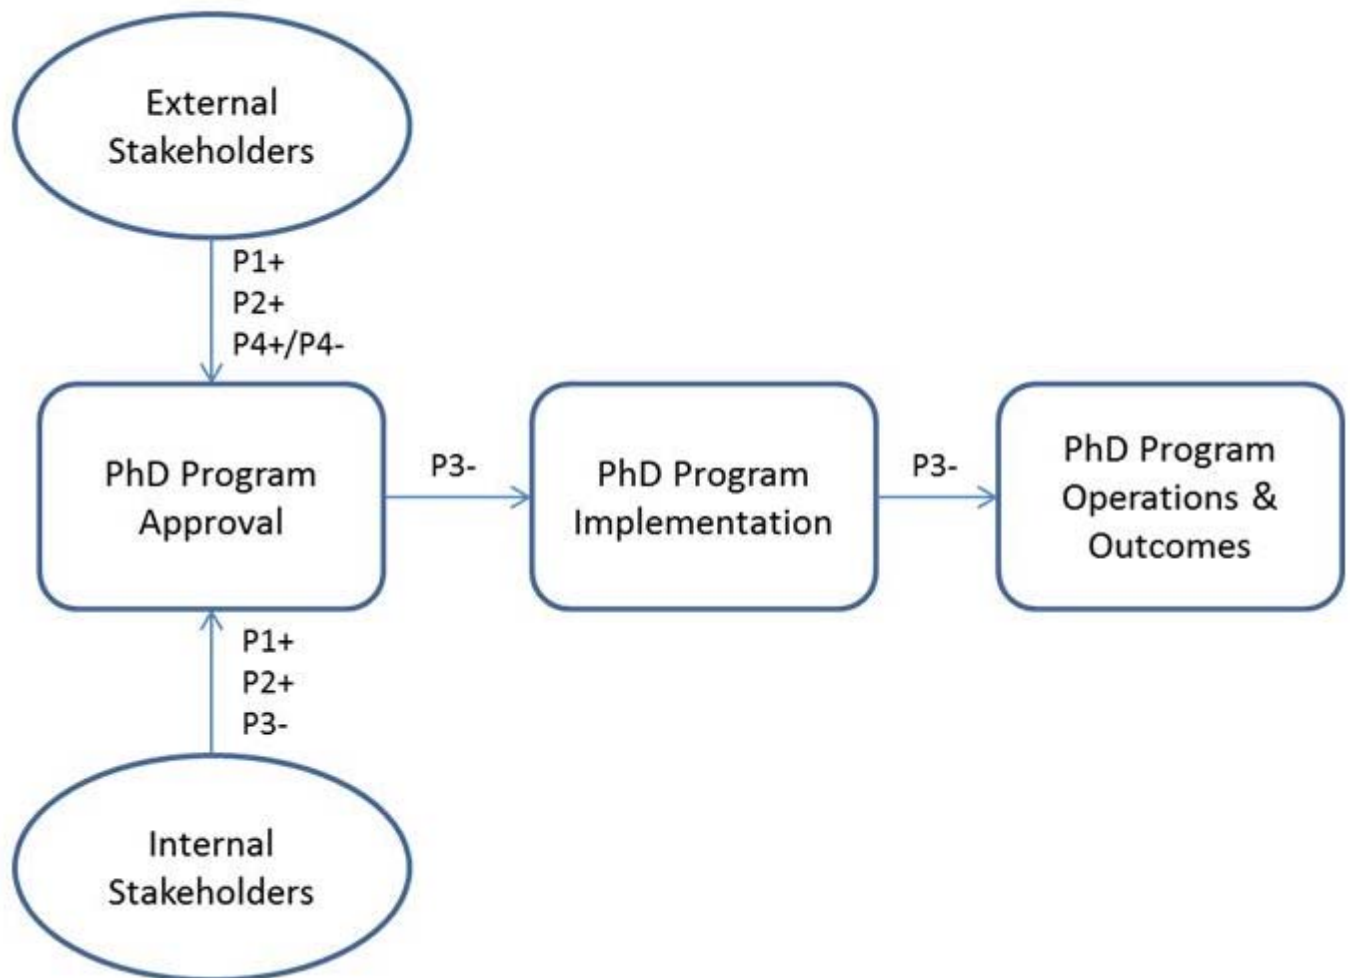 External
Stakeholders
P1+
P2+
P4+/P4-
PhD Program
Approval
P3-
PhD Program
Implementation
P3-
PhD Program
Operations &
Outcomes
P1+
P2+
P3-
Internal
Stakeholders